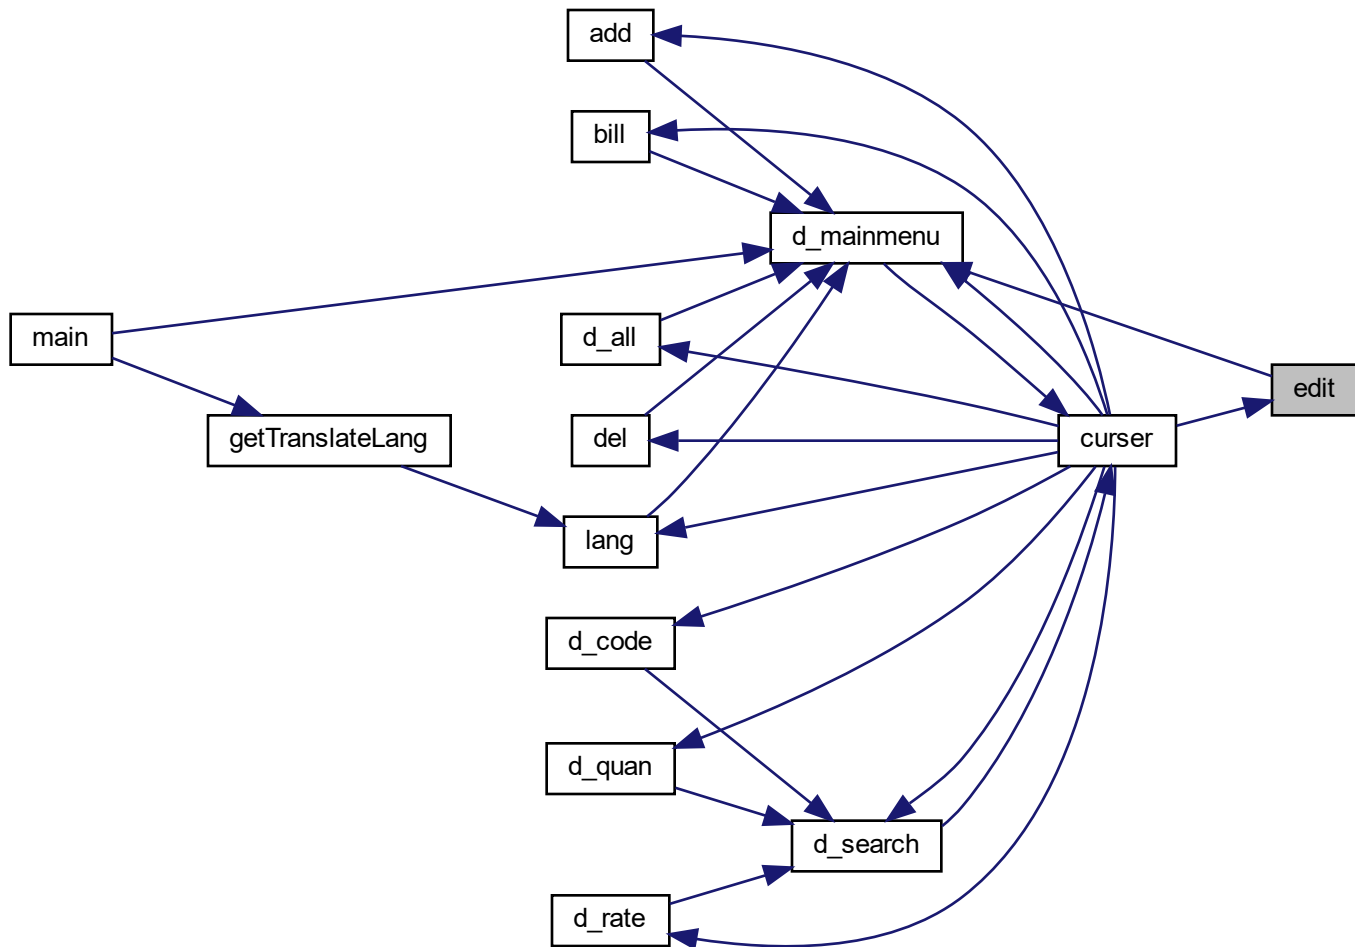 add
bill
d_mainmenu
main
d_all
edit
getTranslateLang
del
curser
lang
d_code
d_quan
d_search
d_rate